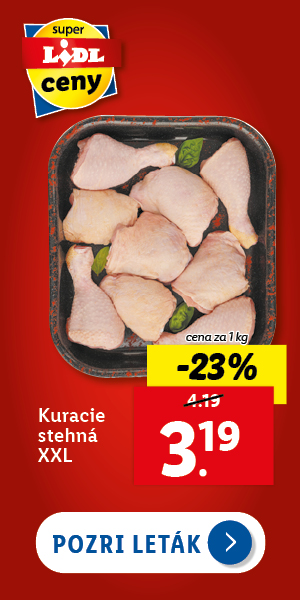 super
LIDL
ceny
cena za 1 kg
-23%
4.19
3.19
Kuracie
stehná
XXL
POZRI LETÁK